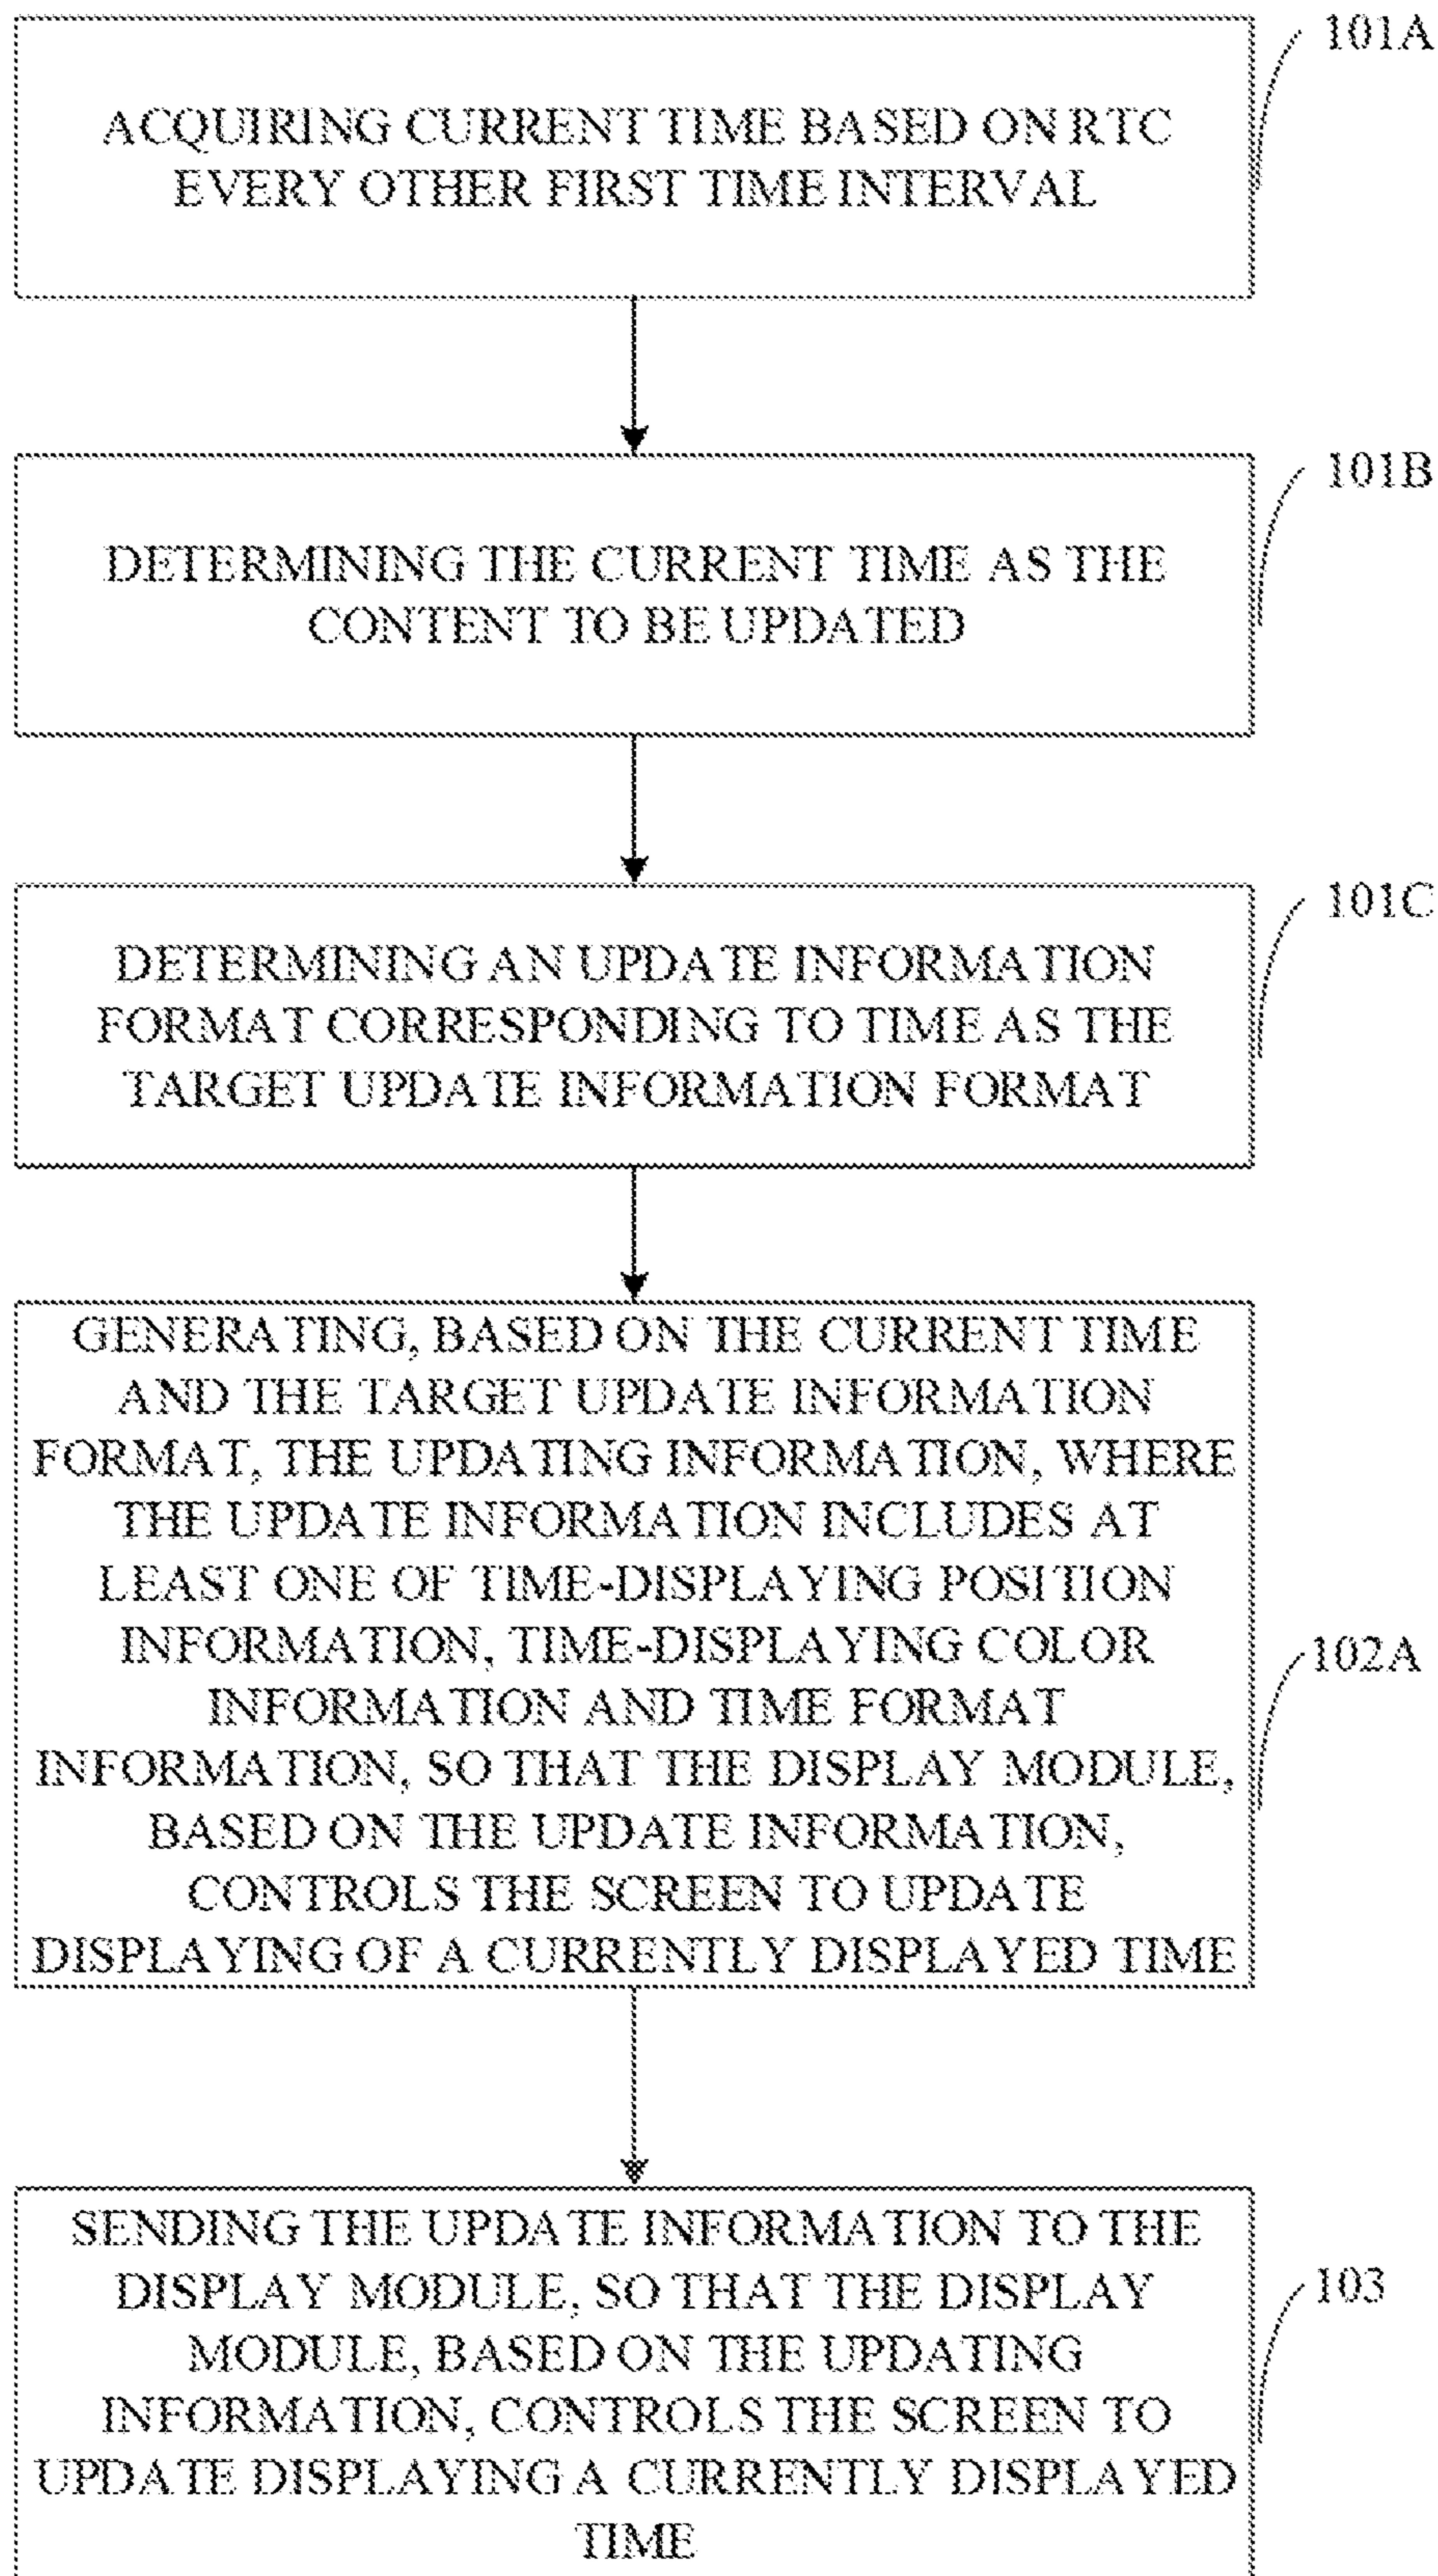 101A
ACQUIRING CURRENT TIME BASED ON RTC
EVERY OTHER FIRST TIME INTERVAL
101B
DETERMINING THE CURRENT TIME AS THE
CONTENT TO BE UPDATED
101C
DETERMINING AN UPDATE INFORMATION
FORMAT CORRESPONDING TO TIME AS THE
TARGET UPDATE INFORMATION FORMAT
GENERATING, BASED ON THE CURRENT TIME
AND THE TARGET UPDATE INFORMATION
FORMAT, THE UPDATING INFORMATION, WHERE
THE UPDATE INFORMATION INCLUDES AT
LEAST ONE OF TIME-DISPLAYING POSITION
INFORMATION, TIME-DISPLAYING COLOR
INFORMATION AND TIME FORMAT
INFORMATION, SO THAT THE DISPLAY MODULE,
BASED ON THE UPDATE INFORMATION,
CONTROLS THE SCREEN TO UPDATE
DISPLAYING OF A CURRENTLY DISPLAYED TIME
102A
SENDING THE UPDATE INFORMATION TO THE
DISPLAY MODULE, SO THAT THE DISPLAY
MODULE, BASED ON THE UPDATING
INFORMATION, CONTROLS THE SCREEN TO
UPDATE DISPLAYING A CURRENTLY DISPLAYED
TIME
103